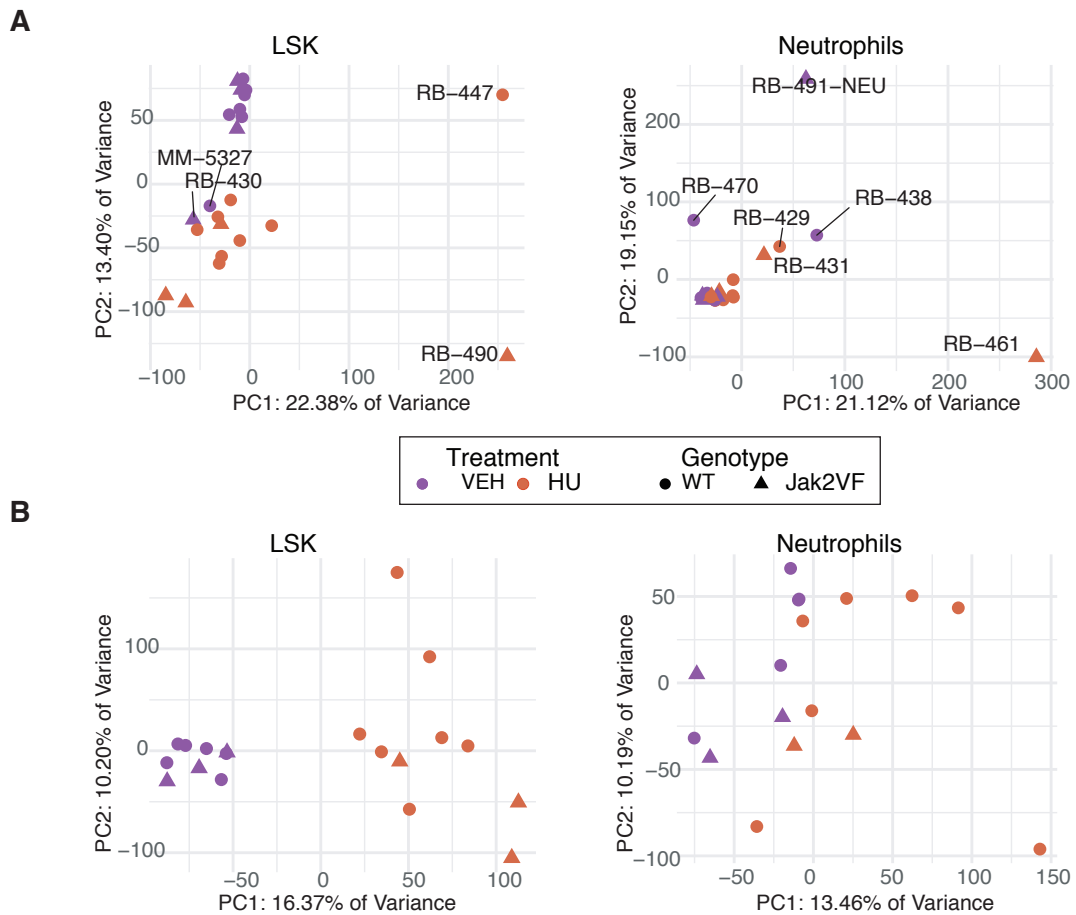 A
LSK
Neutrophils
PC2: 13.40% of Variance
50
0
−50
−100
RB−447
MM−5327
RB−430
RB−490
−100
0
100
200
PC1: 22.38% of Variance
PC2: 19.15% of Variance
200
100
0
−100
RB−491−NEU
RB−470
RB−438
RB−429
RB−431
RB−461
0
100
200
300
PC1: 21.12% of Variance
Treatment
Genotype
VEH
HU
WT
Jak2VF
B
LSK
Neutrophils
PC2: 10.20% of Variance
100
0
−100
−50
0
50
100
PC1: 16.37% of Variance
PC2: 10.19% of Variance
50
0
−50
−100
−50
0
50
100
150
PC1: 13.46% of Variance